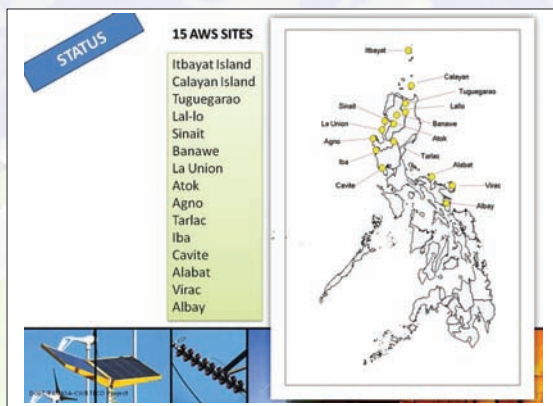 STATUS
15 AWS SITES
Itbayat Island
Calayan Island
Tuguegarao
Lal-lo
Sinait
Banawe
La Union
Atok
Agno
Tarlac
Iba
Cavite
Alabat
Virac
Albay
Itbayat
Calayan
Tuguegarao
Sinait
Lallo
La Union
Banawe
Agno
Atok
Iba
Tarlac
Cavite
Alabat
Virac
Albay
Project